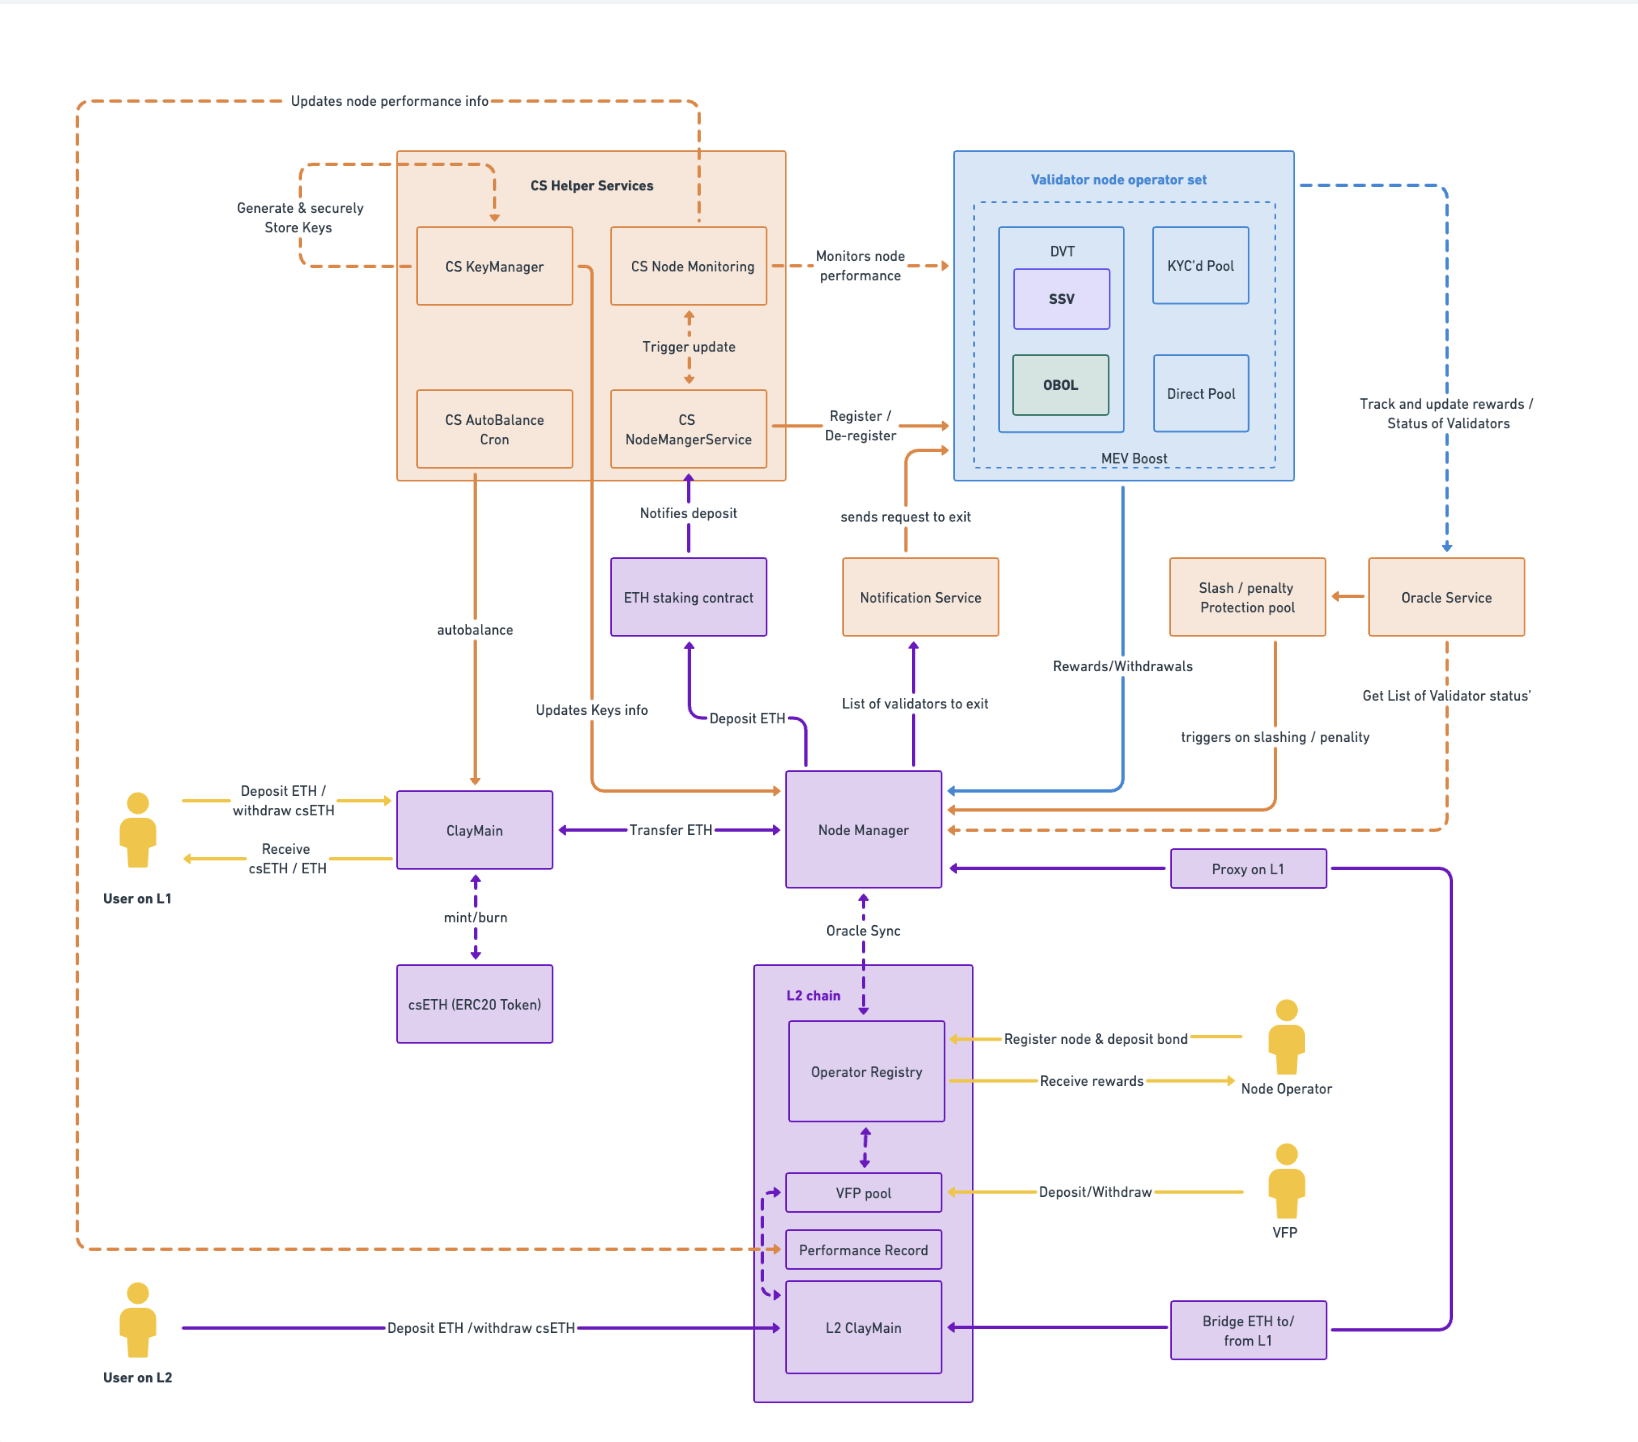 Updates node performance info
CS Helper Services
Validator node operator set
Generate & securely
Store Keys
CS KeyManager
CS Node Monitoring
Monitors node
performance
DVT
SSV
OBOL
KYC'd Pool
Direct Pool
MEV Boost
Trigger update
CS AutoBalance
Cron
CS
NodeMangerService
Register /
De-register
Track and update rewards /
Status of Validators
Notifies deposit
sends request to exit
ETH staking contract
Notification Service
Slash / penalty
Protection pool
Oracle Service
autobalance
Rewards/Withdrawals
Get List of Validator status'
Updates Keys info
Deposit ETH
List of validators to exit
triggers on slashing / penality
Deposit ETH /
withdraw csETH
Receive
csETH / ETH
User on L1
ClayMain
Transfer ETH
Node Manager
Proxy on L1
mint/burn
Oracle Sync
csETH (ERC20 Token)
L2 chain
Operator Registry
Register node & deposit bond
Receive rewards
Node Operator
VFP pool
Deposit/Withdraw
VFP
Performance Record
Deposit ETH /withdraw csETH
L2 ClayMain
Bridge ETH to/
from L1
User on L2